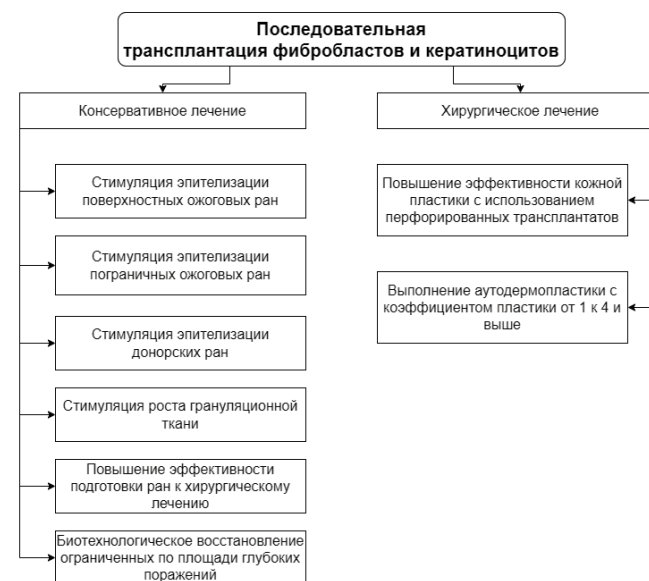 Последовательная
трансплантация фибробластов и кератиноцитов
Консервативное лечение
Стимуляция эпителизации
поверхностных ожоговых ран
Стимуляция эпителизации
пограничных ожоговых ран
Стимуляция эпителизации
донорских ран
Стимуляция роста грануляционной
ткани
Повышение эффективности
подготовки ран к хирургическому
лечению
Биотехнологическое восстановление
ограниченных по площади глубоких
поражений
Хирургическое лечение
Повышение эффективности кожной
пластики с использованием
перфорированных трансплантатов
Выполнение аутодермопластики с
коэффициентом пластики от 1 к 4 и
выше